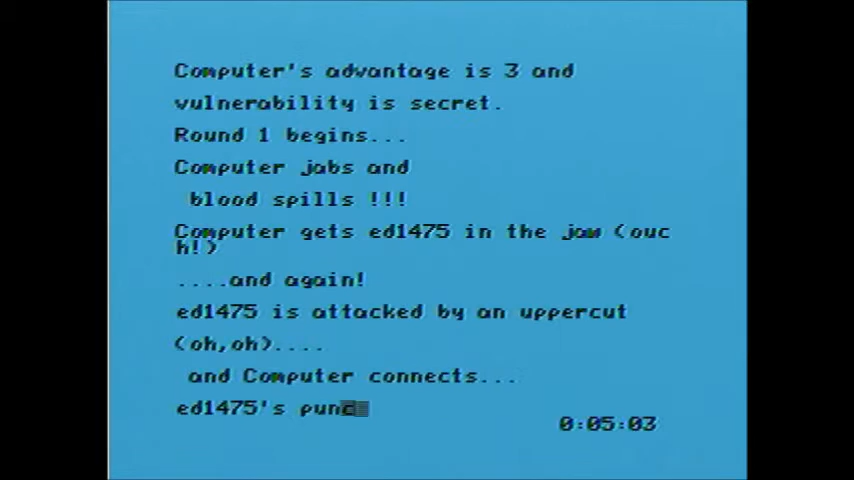 Computer's advantage is 3 and
vulnerability is secret.
Round 1 begins...
Computer jabs and
blood spills !!!
Computer gets ed1475 in the jaw (ouc
h!)
....and again!
ed1475 is attacked by an uppercut
(oh,oh)....
and Computer connects...
ed1475's punc
0:05:03